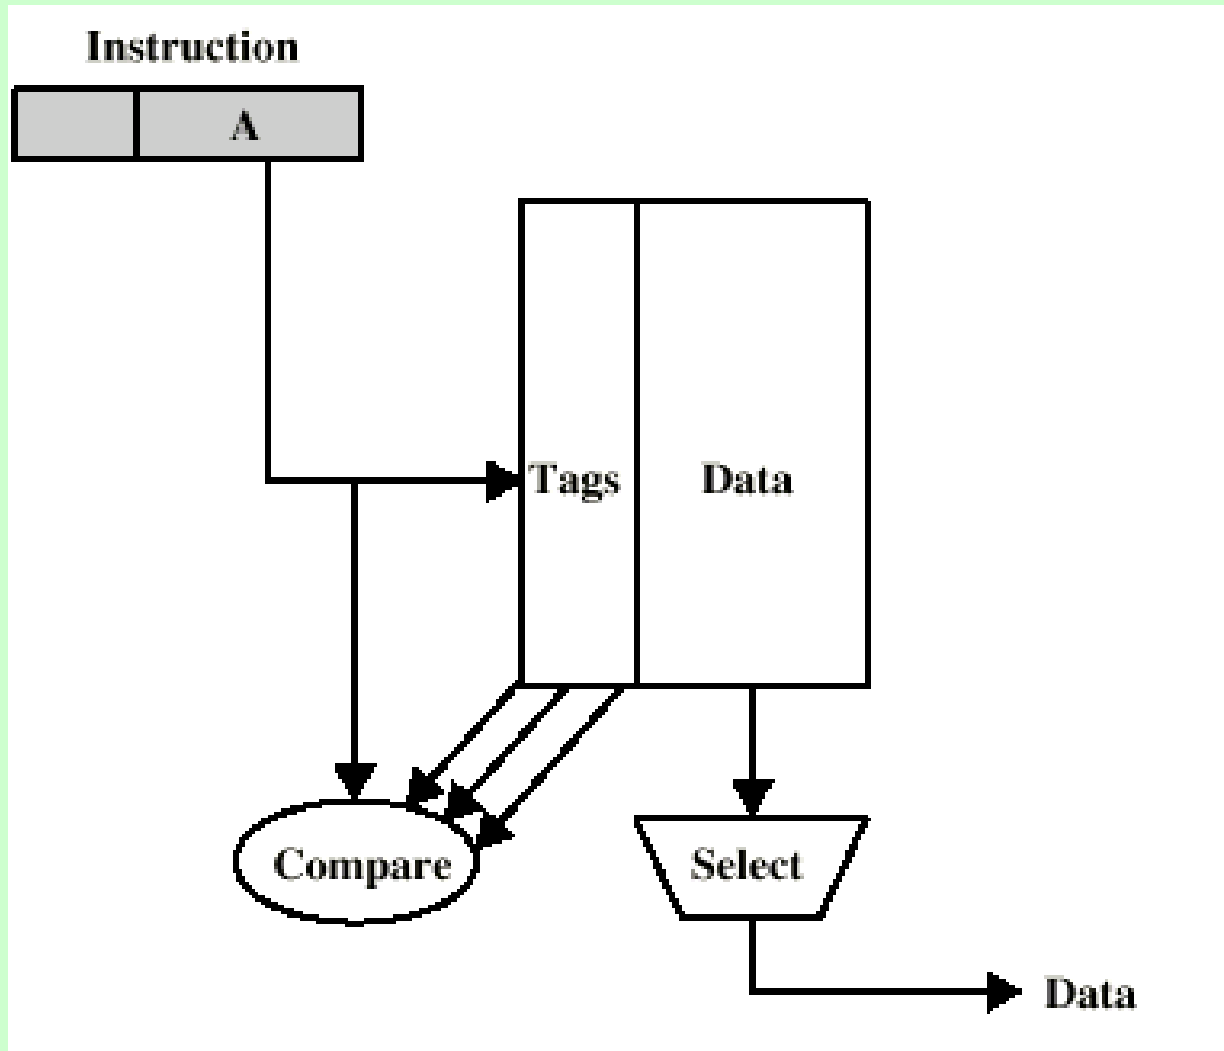 Instruction
A
Tags
Data
Compare
Select
Data